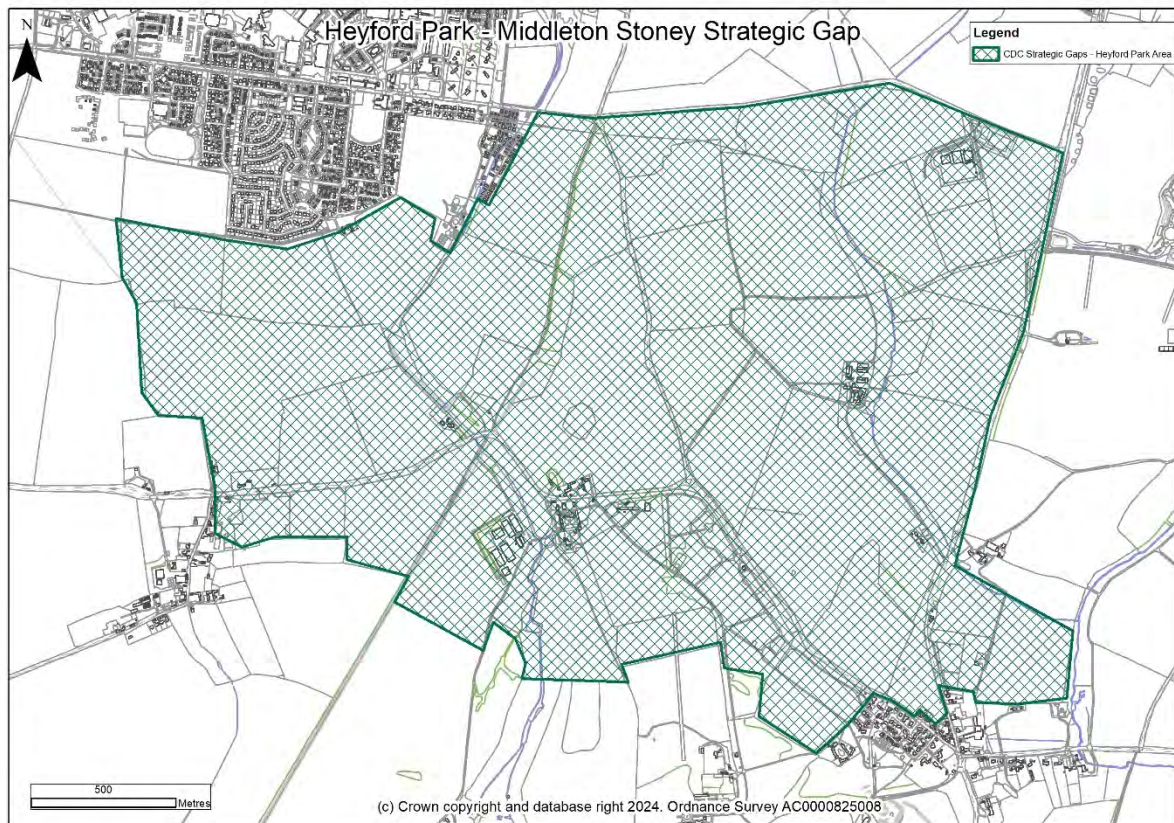 Heyford Park - Middleton Stoney Strategic Gap
N
Legend
CDC Strategic Gaps - Heyford Park Area
500
Metres
(c) Crown copyright and database right 2024. Ordnance Survey AC0000825008